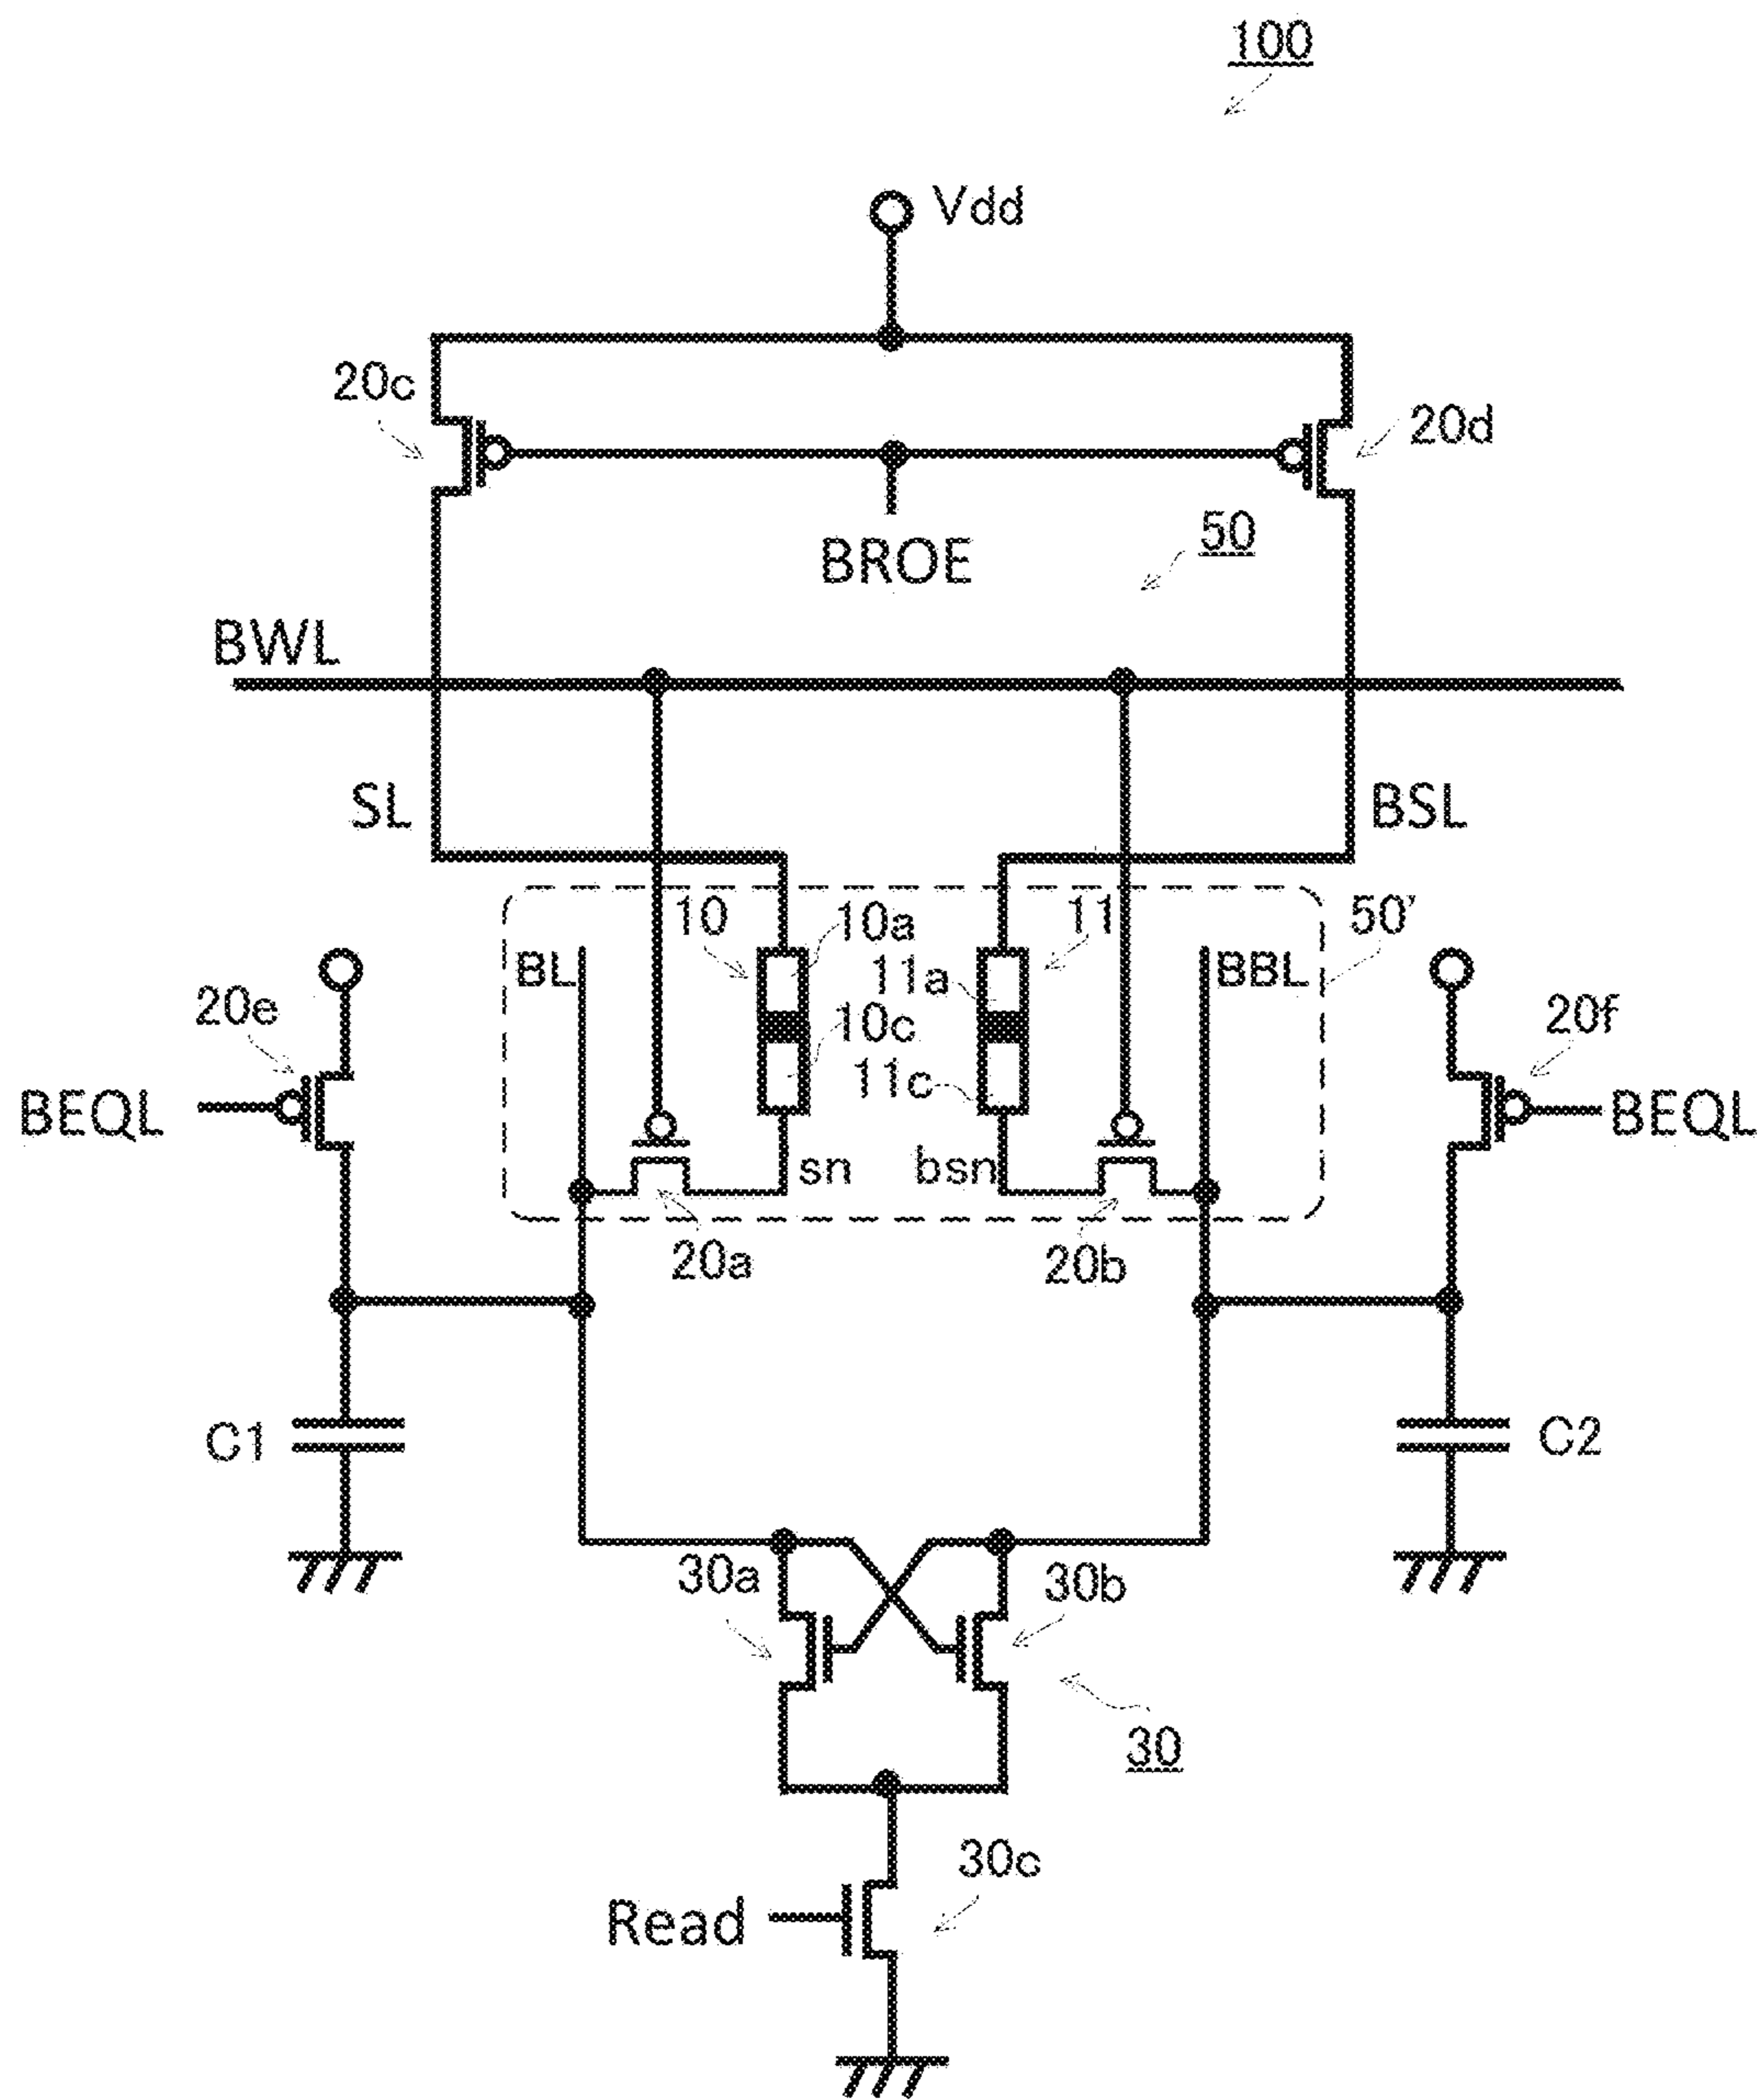 100
Vdd
20c
20d
BROE
50
BWL
SL
BSL
10
10a
11
50'
BL
11a
BBL
20e
10c
20f
11c
BEQL
BEQL
sn
bsn
20a
20b
C1
C2
30a
30b
30
30c
Read